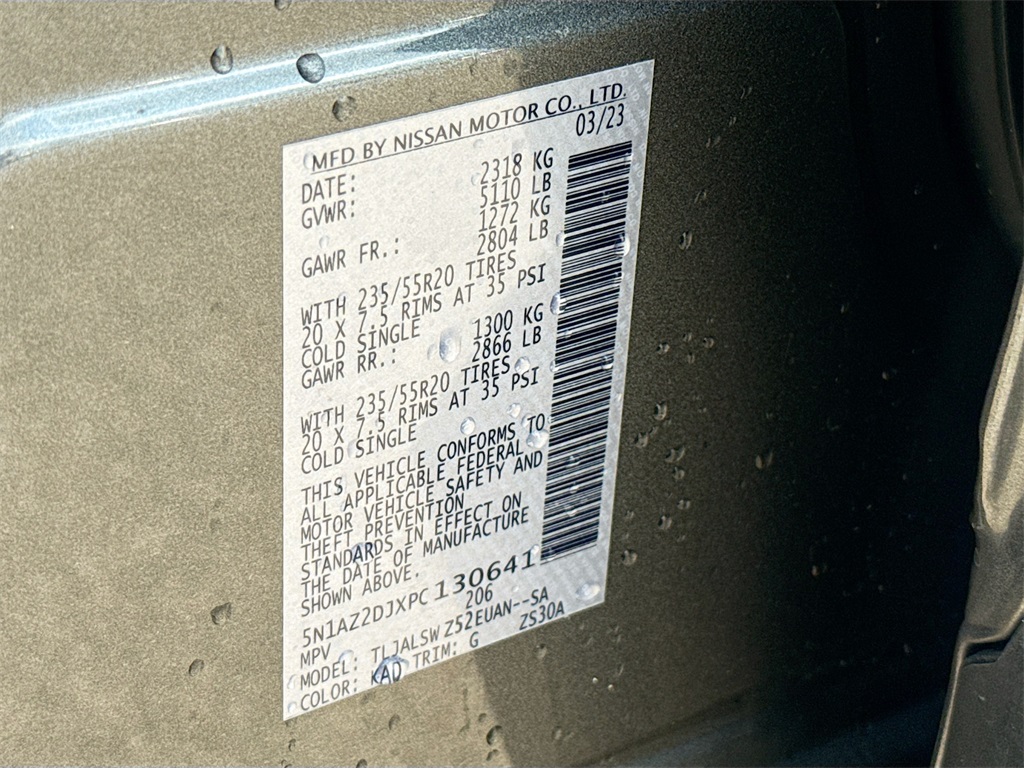 MFD BY NISSAN MOTOR CO., LTD.
DATE: 03/23
GVWR: 2318 KG
5110 LB
GAWR FR.: 1272 KG
2804 LB
WITH 235/55R20 TIRES
20 X 7.5 RIMS AT 35 PSI
COLD SINGLE
GAWR RR.: 1300 KG
2866 LB
WITH 235/55R20 TIRES
20 X 7.5 RIMS AT 35 PSI
COLD SINGLE
THIS VEHICLE CONFORMS TO
ALL APPLICABLE FEDERAL
MOTOR VEHICLE SAFETY AND
THEFT PREVENTION
STANDARDS IN EFFECT ON
THE DATE OF MANUFACTURE
SHOWN ABOVE.
5N1AZ2DJXPC130641
MPV 206
MODEL: TLJALSWZ52EUAN--SA
COLOR: KAD TRIM: G ZS30A